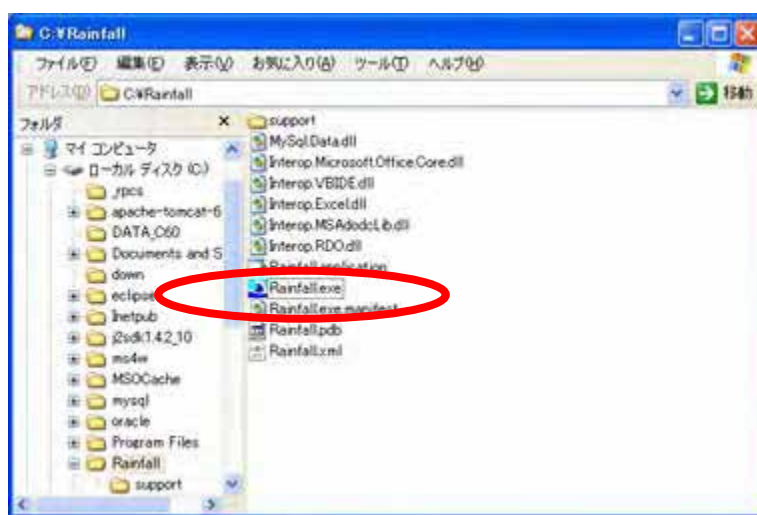 C:¥Rainfall
ファイル(F) 編集(E) 表示(V) お気に入り(A) ツール(T) ヘルプ(H)
アドレス(D) C:¥Rainfall 移動
フォルダ
マイ コンピュータ
ローカル ディスク (C:)
_rpcs
apache-tomcat-6
DATA_C60
Documents and S
down
eclipse
Inetpub
j2sdk1.4.2_10
ms4w
MSOCache
mysql
oracle
Program Files
Rainfall
support
support
MySql.Data.dll
Interop.Microsoft.Office.Core.dll
Interop.VBIDE.dll
Interop.Excel.dll
Interop.MSAdodcLib.dll
Interop.RDO.dll
Rainfall.application
Rainfall.exe
Rainfall.exe.manifest
Rainfall.pdb
Rainfall.xml